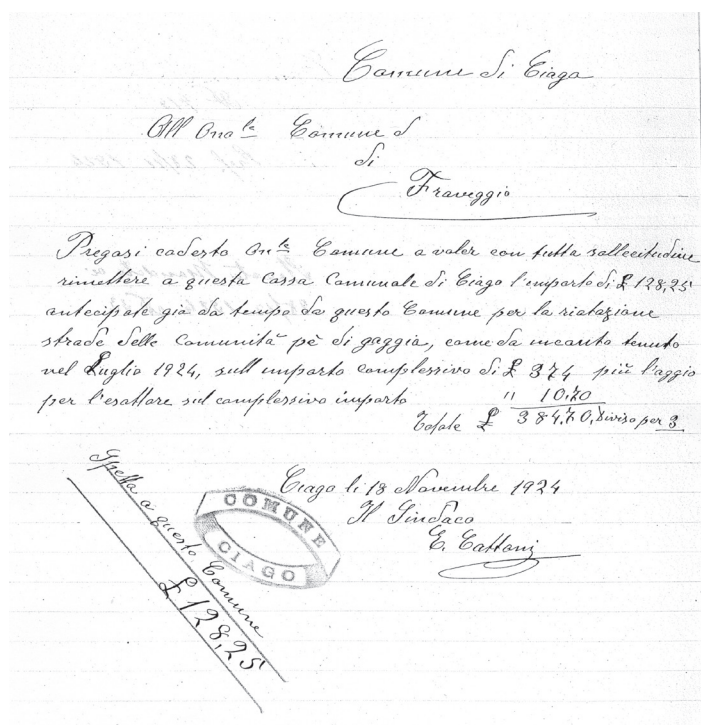 Comune di Ciago
All'Ono.le Comune d
di
Fraveggio
Pregasi codesto On.le Comune a voler con tutta sollecitudine
rimettere a questa Cassa Comunale di Ciago l'importo di £ 128,25
antecipate già da tempo da questo Comune per la riatazione
strade delle Comunità pè di gaggia, come da incanto tenuto
nel Luglio 1924, sull importo complessivo di £ 374 più l'aggio
per l'esattore sul complessivo importo " 10,70
Totale £ 384,70, diviso per 3
Ciago li 18 Novembre 1924
Il Sindaco
E. Cattoni
COMUNE
CIAGO
Spetta a questo Comune
£ 128,25